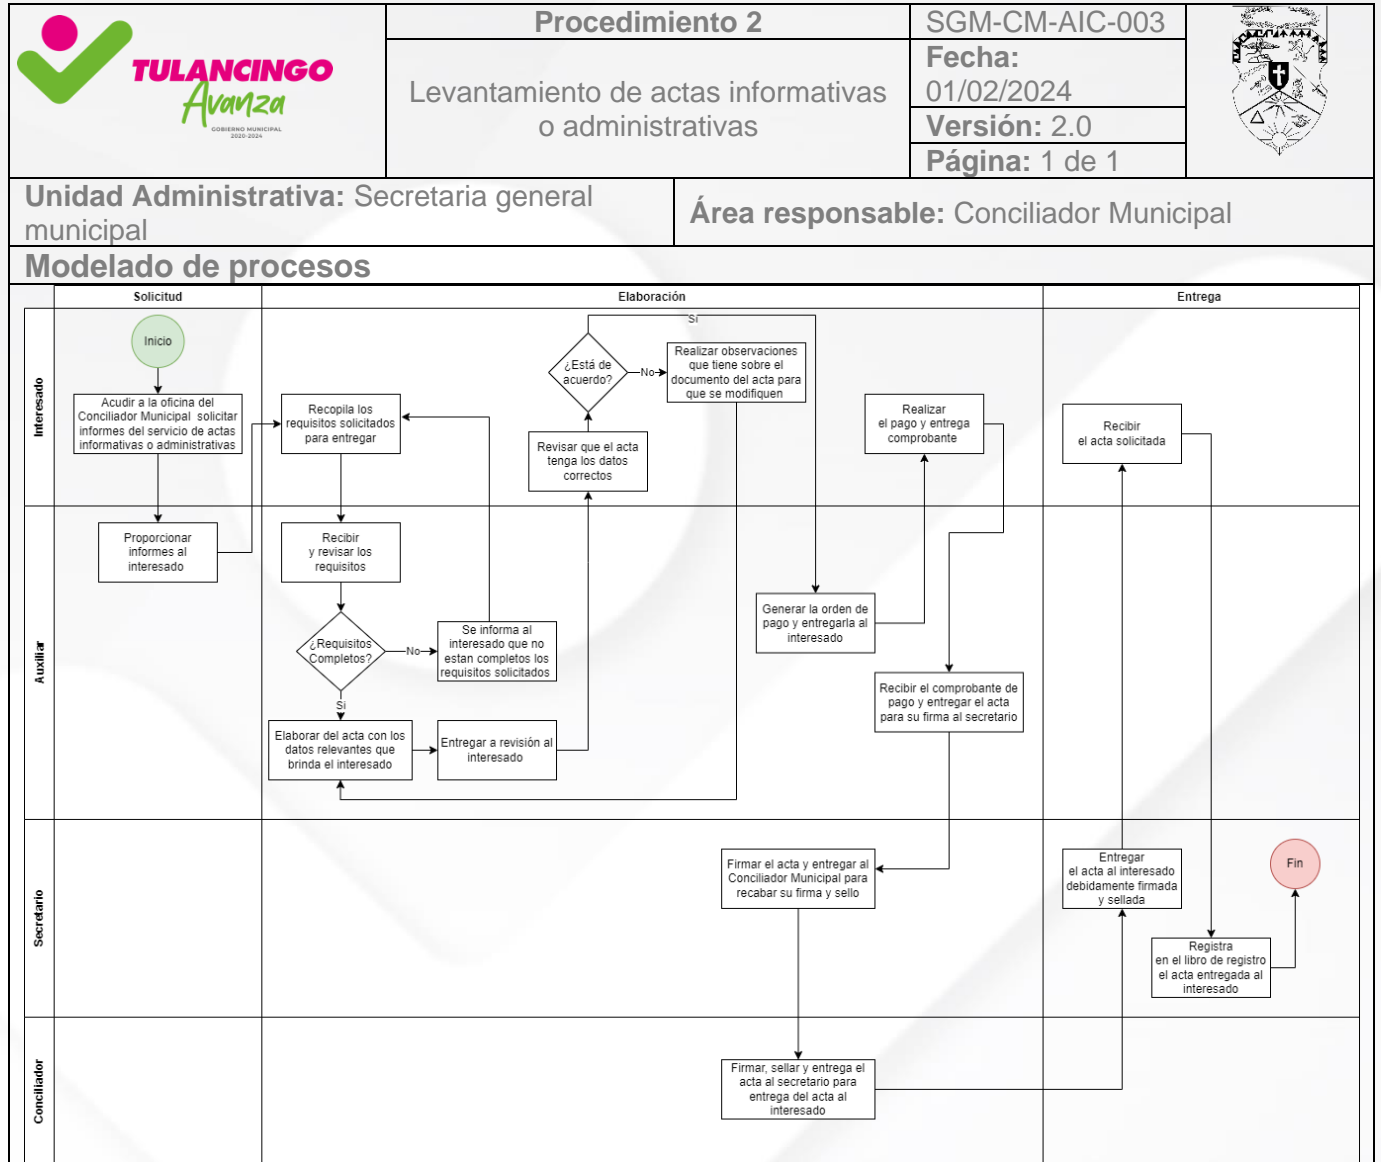 TULANCINGO
Avanza
GOBIERNO MUNICIPAL
2020-2024
Procedimiento 2
Levantamiento de actas informativas
o administrativas
SGM-CM-AIC-003
Fecha:
01/02/2024
Versión: 2.0
Página: 1 de 1
Unidad Administrativa: Secretaria general
municipal
Área responsable: Conciliador Municipal
Modelado de procesos
Solicitud
Elaboración
Entrega
Interesado
Inicio
Acudir a la oficina del
Conciliador Municipal solicitar
informes del servicio de actas
informativas o administrativas
Recopila los
requisitos solicitados
para entregar
¿Está de
acuerdo?
Si
No
Realizar observaciones
que tiene sobre el
documento del acta para
que se modifiquen
Revisar que el acta
tenga los datos
correctos
Realizar
el pago y entrega
comprobante
Recibir
el acta solicitada
Auxiliar
Proporcionar
informes al
interesado
Recibir
y revisar los
requisitos
¿Requisitos
Completos?
No
Se informa al
interesado que no
estan completos los
requisitos solicitados
Si
Elaborar del acta con los
datos relevantes que
brinda el interesado
Entregar a revisión al
interesado
Generar la orden de
pago y entregarla al
interesado
Recibir el comprobante de
pago y entregar el acta
para su firma al secretario
Secretario
Firmar el acta y entregar al
Conciliador Municipal para
recabar su firma y sello
Entregar
el acta al interesado
debidamente firmada
y sellada
Registra
en el libro de registro
el acta entregada al
interesado
Fin
Conciliador
Firmar, sellar y entrega el
acta al secretario para
entrega del acta al
interesado